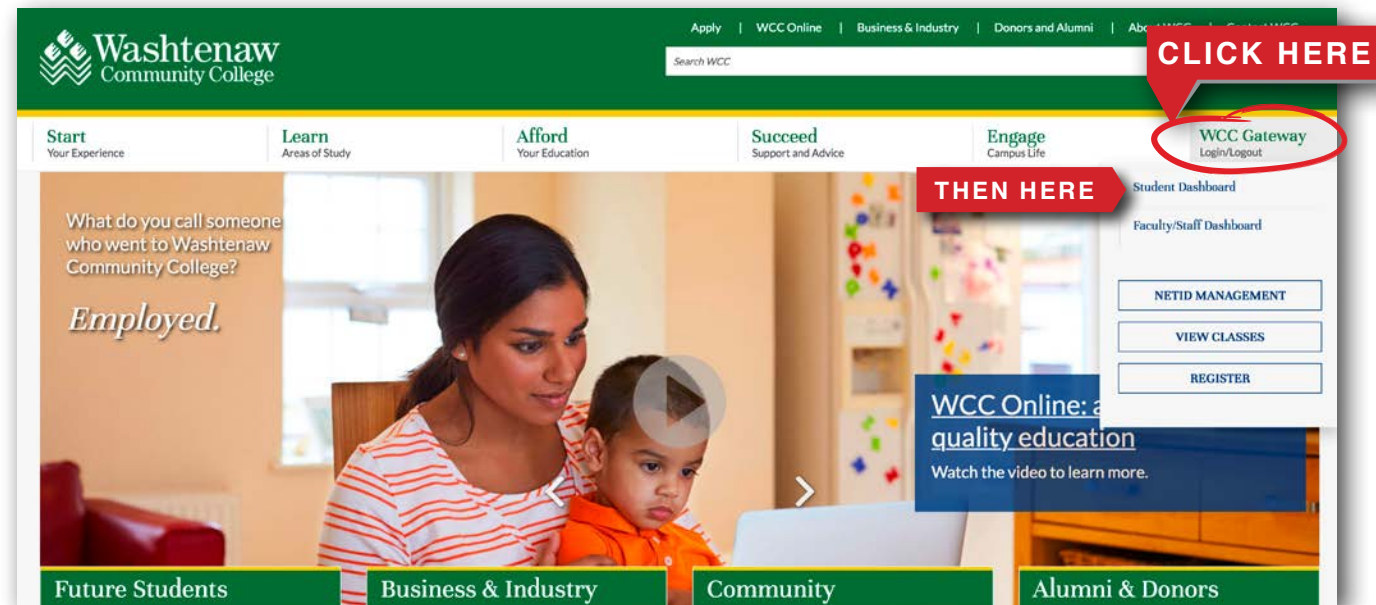 Washtenaw
Community College
Apply | WCC Online | Business & Industry | Donors and Alumni | About WCC | Contact WCC
Search WCC
CLICK HERE
Start
Your Experience
Learn
Areas of Study
Afford
Your Education
Succeed
Support and Advice
Engage
Campus Life
WCC Gateway
Login/Logout
THEN HERE
Student Dashboard
Faculty/Staff Dashboard
NETID MANAGEMENT
VIEW CLASSES
REGISTER
What do you call someone
who went to Washtenaw
Community College?
Employed.
WCC Online: a
quality education
Watch the video to learn more.
Future Students
Business & Industry
Community
Alumni & Donors